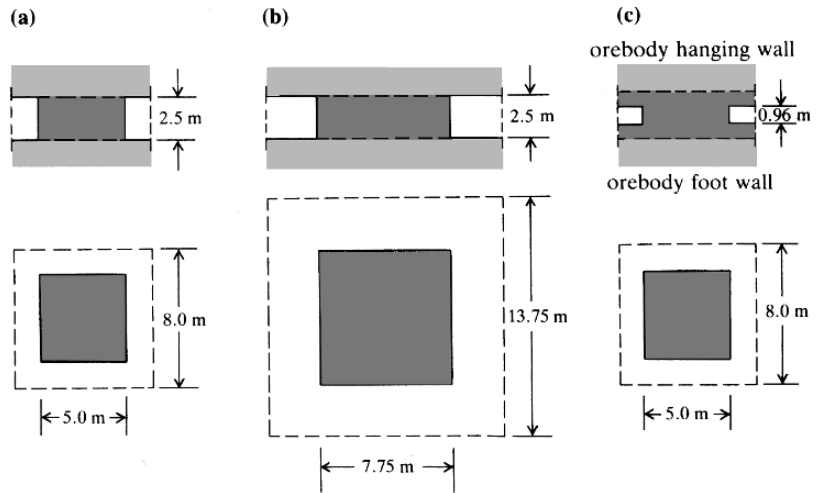 (a)
2.5 m
8.0 m
5.0 m
(b)
2.5 m
13.75 m
7.75 m
(c)
orebody hanging wall
0.96 m
orebody foot wall
8.0 m
5.0 m